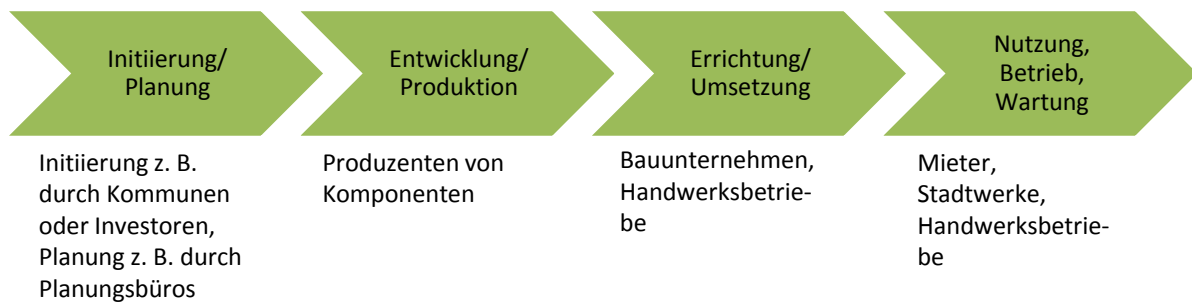 Initiierung/
Planung
Entwicklung/
Produktion
Errichtung/
Umsetzung
Nutzung,
Betrieb,
Wartung
Initiierung z. B.
durch Kommunen
oder Investoren,
Planung z. B. durch
Planungsbüros
Produzenten von
Komponenten
Bauunternehmen,
Handwerksbetrie-
be
Mieter,
Stadtwerke,
Handwerksbetrie-
be